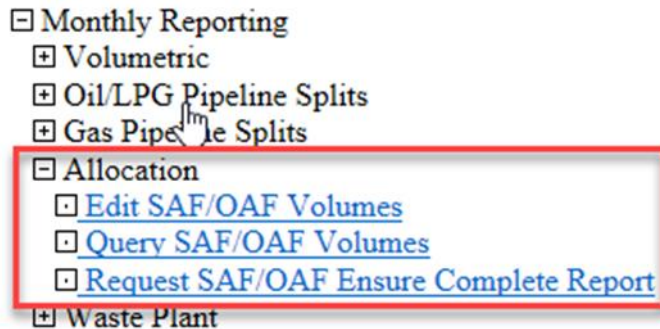 Monthly Reporting
Volumetric
Oil/LPG Pipeline Splits
Gas Pipeline Splits
Allocation
Edit SAF/OAF Volumes
Query SAF/OAF Volumes
Request SAF/OAF Ensure Complete Report
Waste Plant